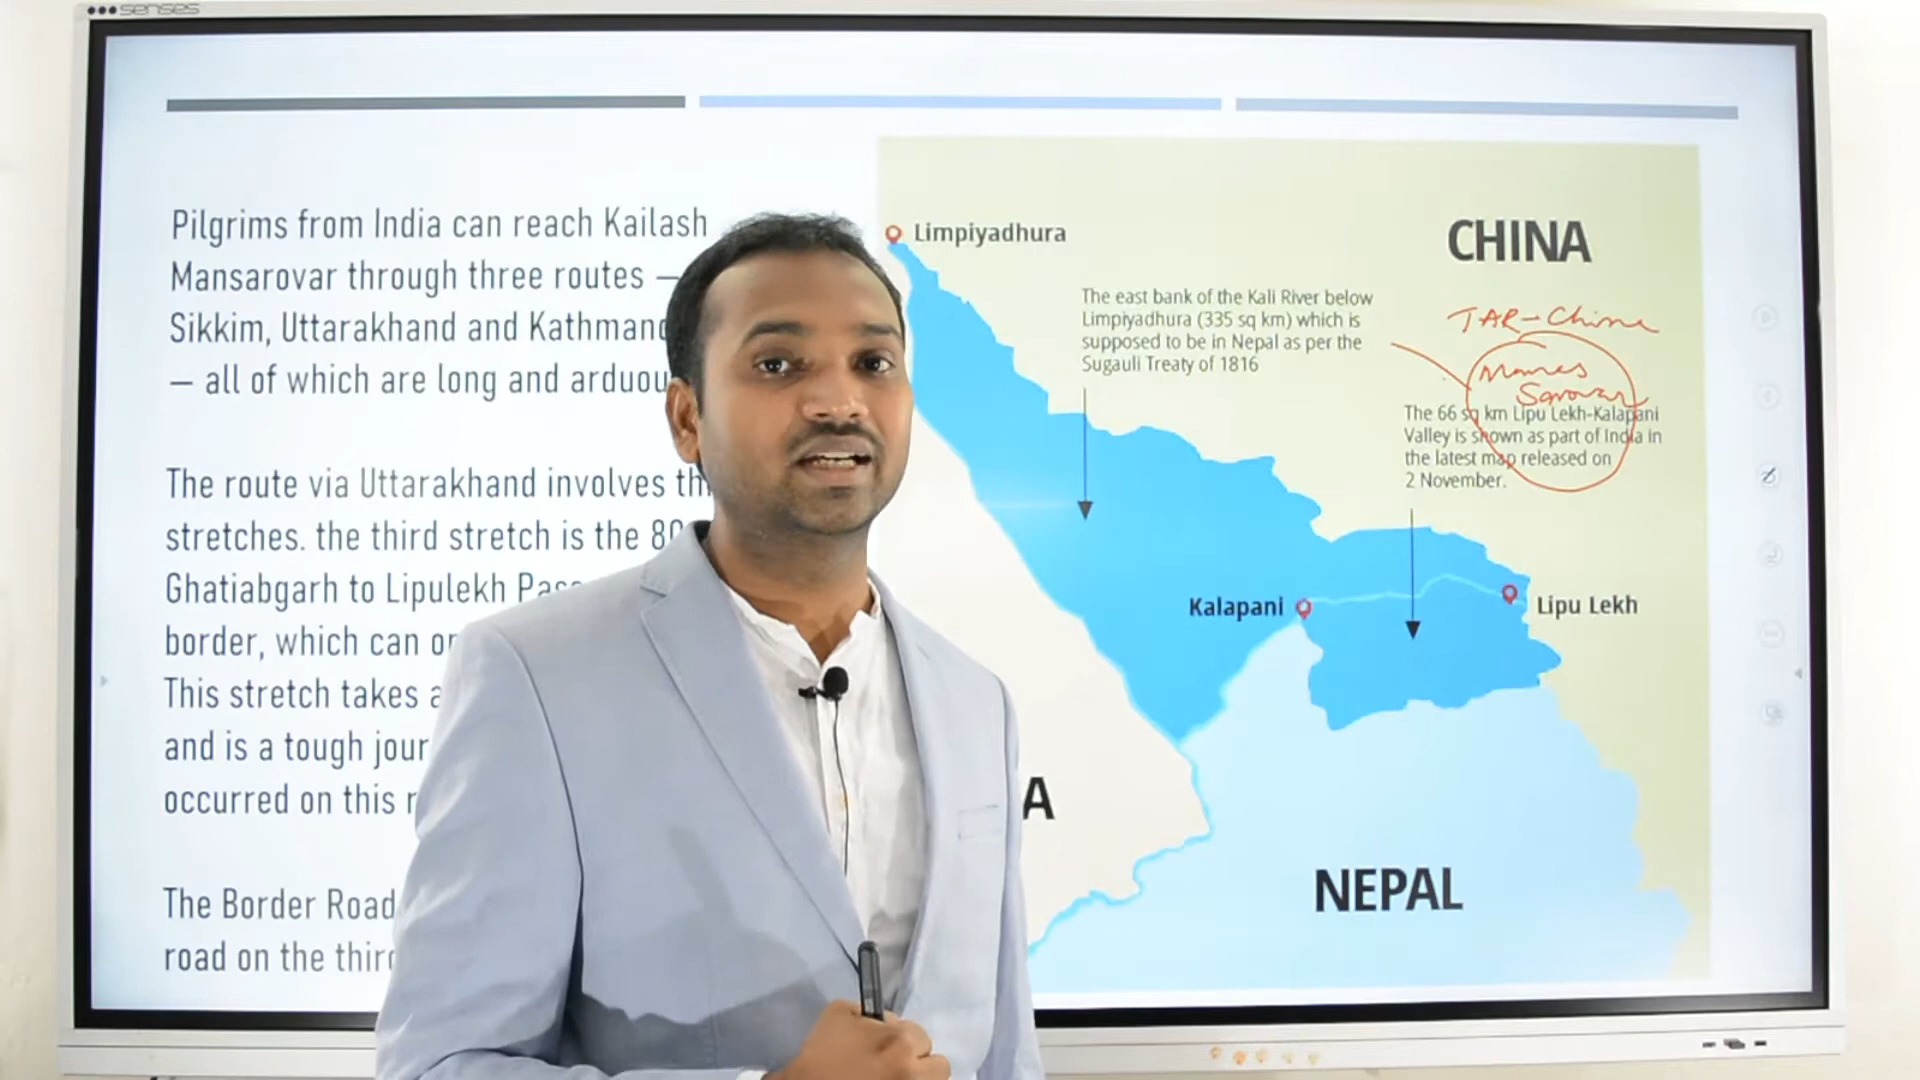 senses
Pilgrims from India can reach Kailash
Mansarovar through three routes —
Sikkim, Uttarakhand and Kathmand
— all of which are long and arduou
The route via Uttarakhand involves th
stretches. the third stretch is the 80
Ghatiabgarh to Lipulekh Pas
border, which can on
This stretch takes a
and is a tough jour
occurred on this r
The Border Road
road on the third
Limpiyadhura
CHINA
The east bank of the Kali River below
Limpiyadhura (335 sq km) which is
supposed to be in Nepal as per the
Sugauli Treaty of 1816
TAR - China
Manas
Sarovar
The 66 sq km Lipu Lekh-Kalapani
Valley is shown as part of India in
the latest map released on
2 November.
Kalapani
Lipu Lekh
A
NEPAL